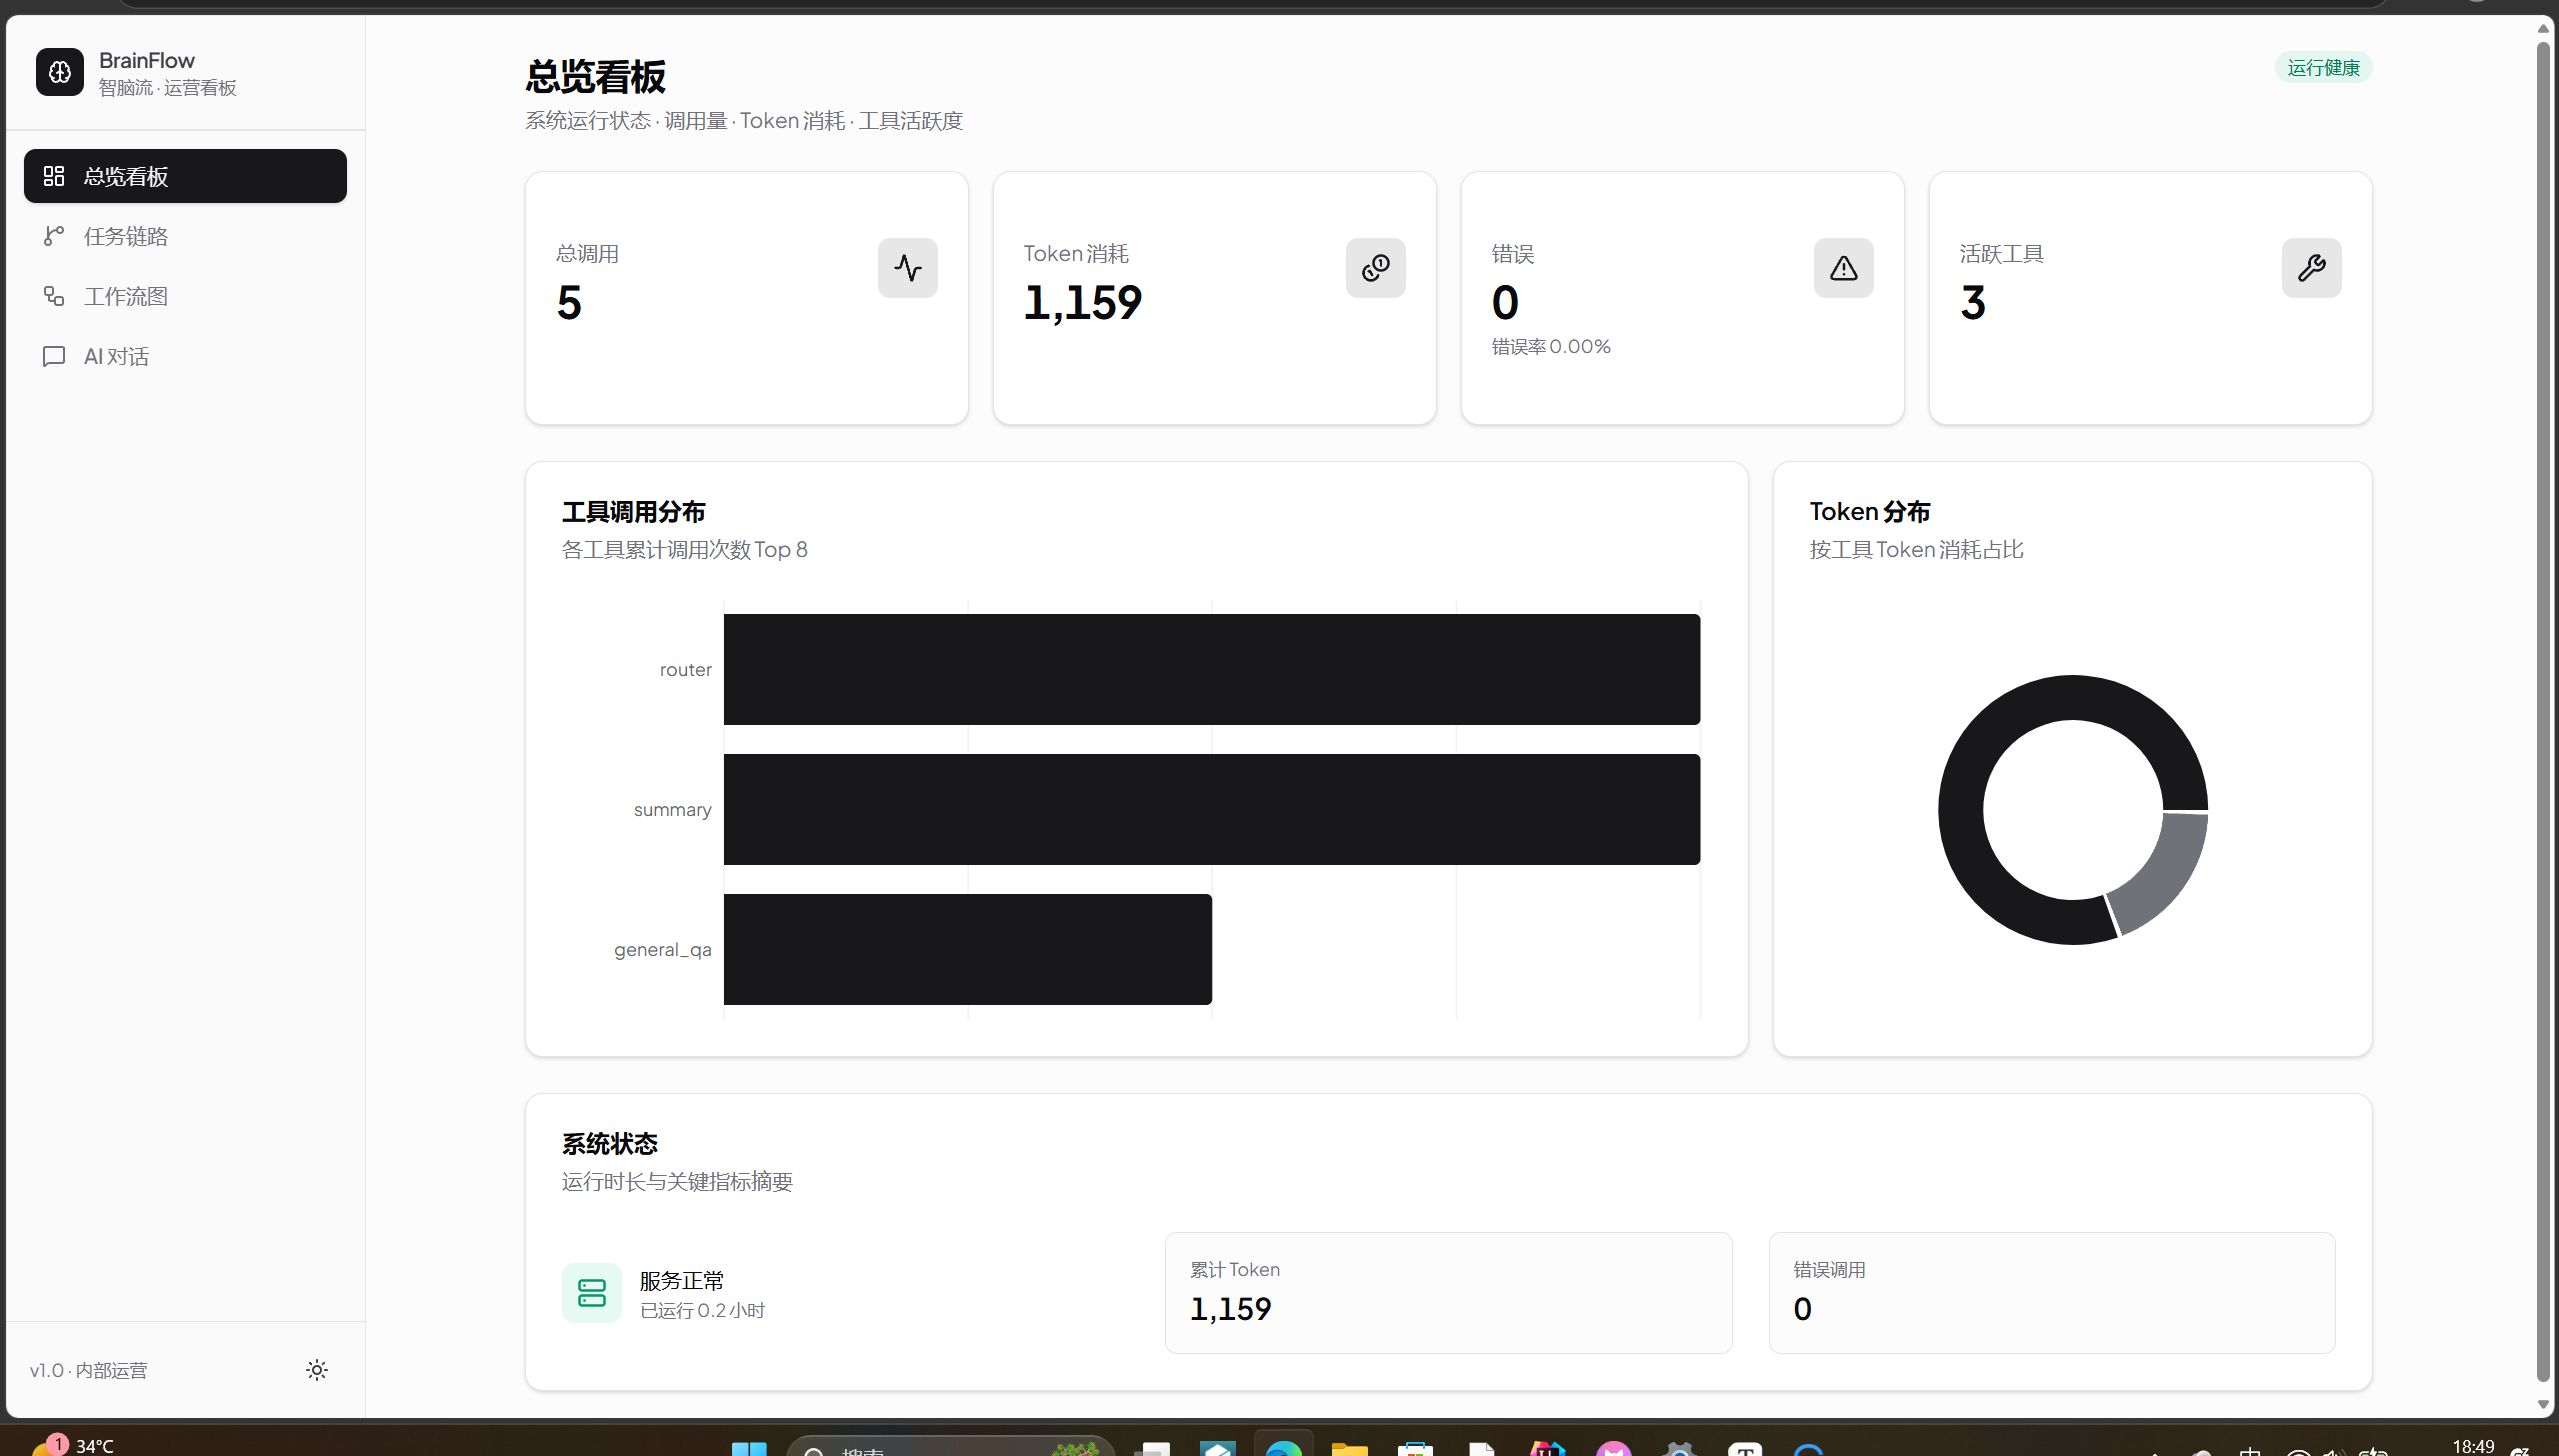 BrainFlow
智脑流 · 运营看板
总览看板
任务链路
工作流图
AI 对话
v1.0 · 内部运营
总览看板
系统运行状态 · 调用量 · Token 消耗 · 工具活跃度
运行健康
总调用
5
Token 消耗
1,159
错误
0
错误率 0.00%
活跃工具
3
工具调用分布
各工具累计调用次数 Top 8
router
summary
general_qa
Token 分布
按工具 Token 消耗占比
系统状态
运行时长与关键指标摘要
服务正常
已运行 0.2 小时
累计 Token
1,159
错误调用
0
1
34°C
搜索
中
18:49